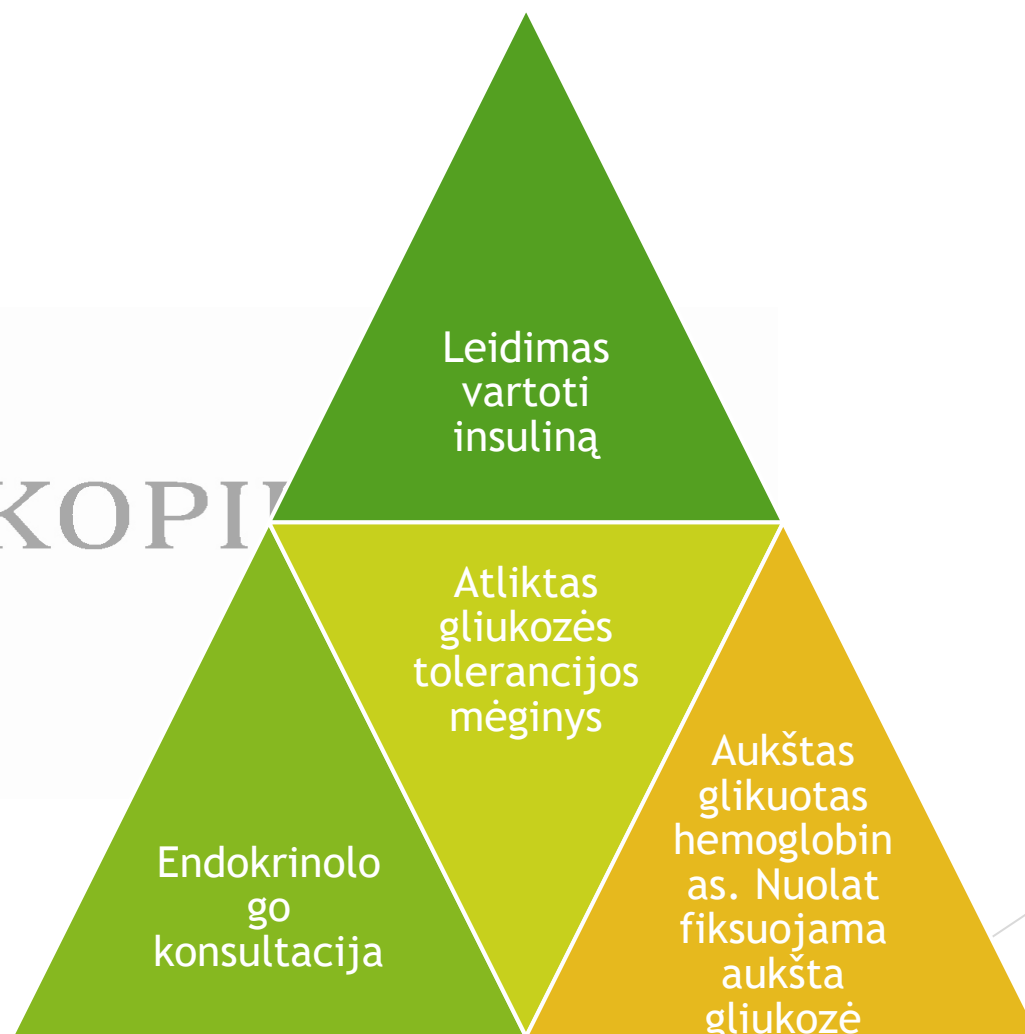 Leidimas
vartoti
insuliną
KOPI
Atliktas
gliukozės
tolerancijos
mėginys
Endokrinolo
go
konsultacija
Aukštas
glikuotas
hemoglobin
as. Nuolat
fiksuojama
aukšta
gliukozė